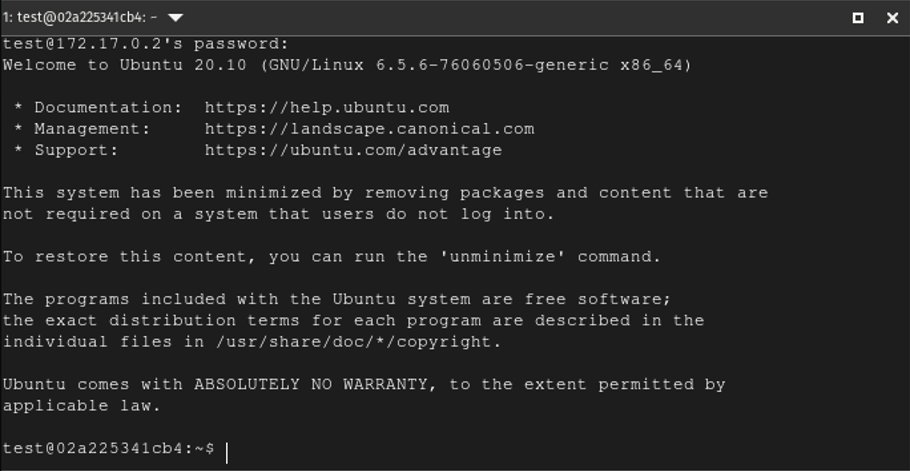 1: test@02a225341cb4: ~
test@172.17.0.2's password:
Welcome to Ubuntu 20.10 (GNU/Linux 6.5.6-76060506-generic x86_64)
* Documentation:  https://help.ubuntu.com
* Management:     https://landscape.canonical.com
* Support:        https://ubuntu.com/advantage
This system has been minimized by removing packages and content that are
not required on a system that users do not log into.
To restore this content, you can run the 'unminimize' command.
The programs included with the Ubuntu system are free software;
the exact distribution terms for each program are described in the
individual files in /usr/share/doc/*/copyright.
Ubuntu comes with ABSOLUTELY NO WARRANTY, to the extent permitted by
applicable law.
test@02a225341cb4:~$